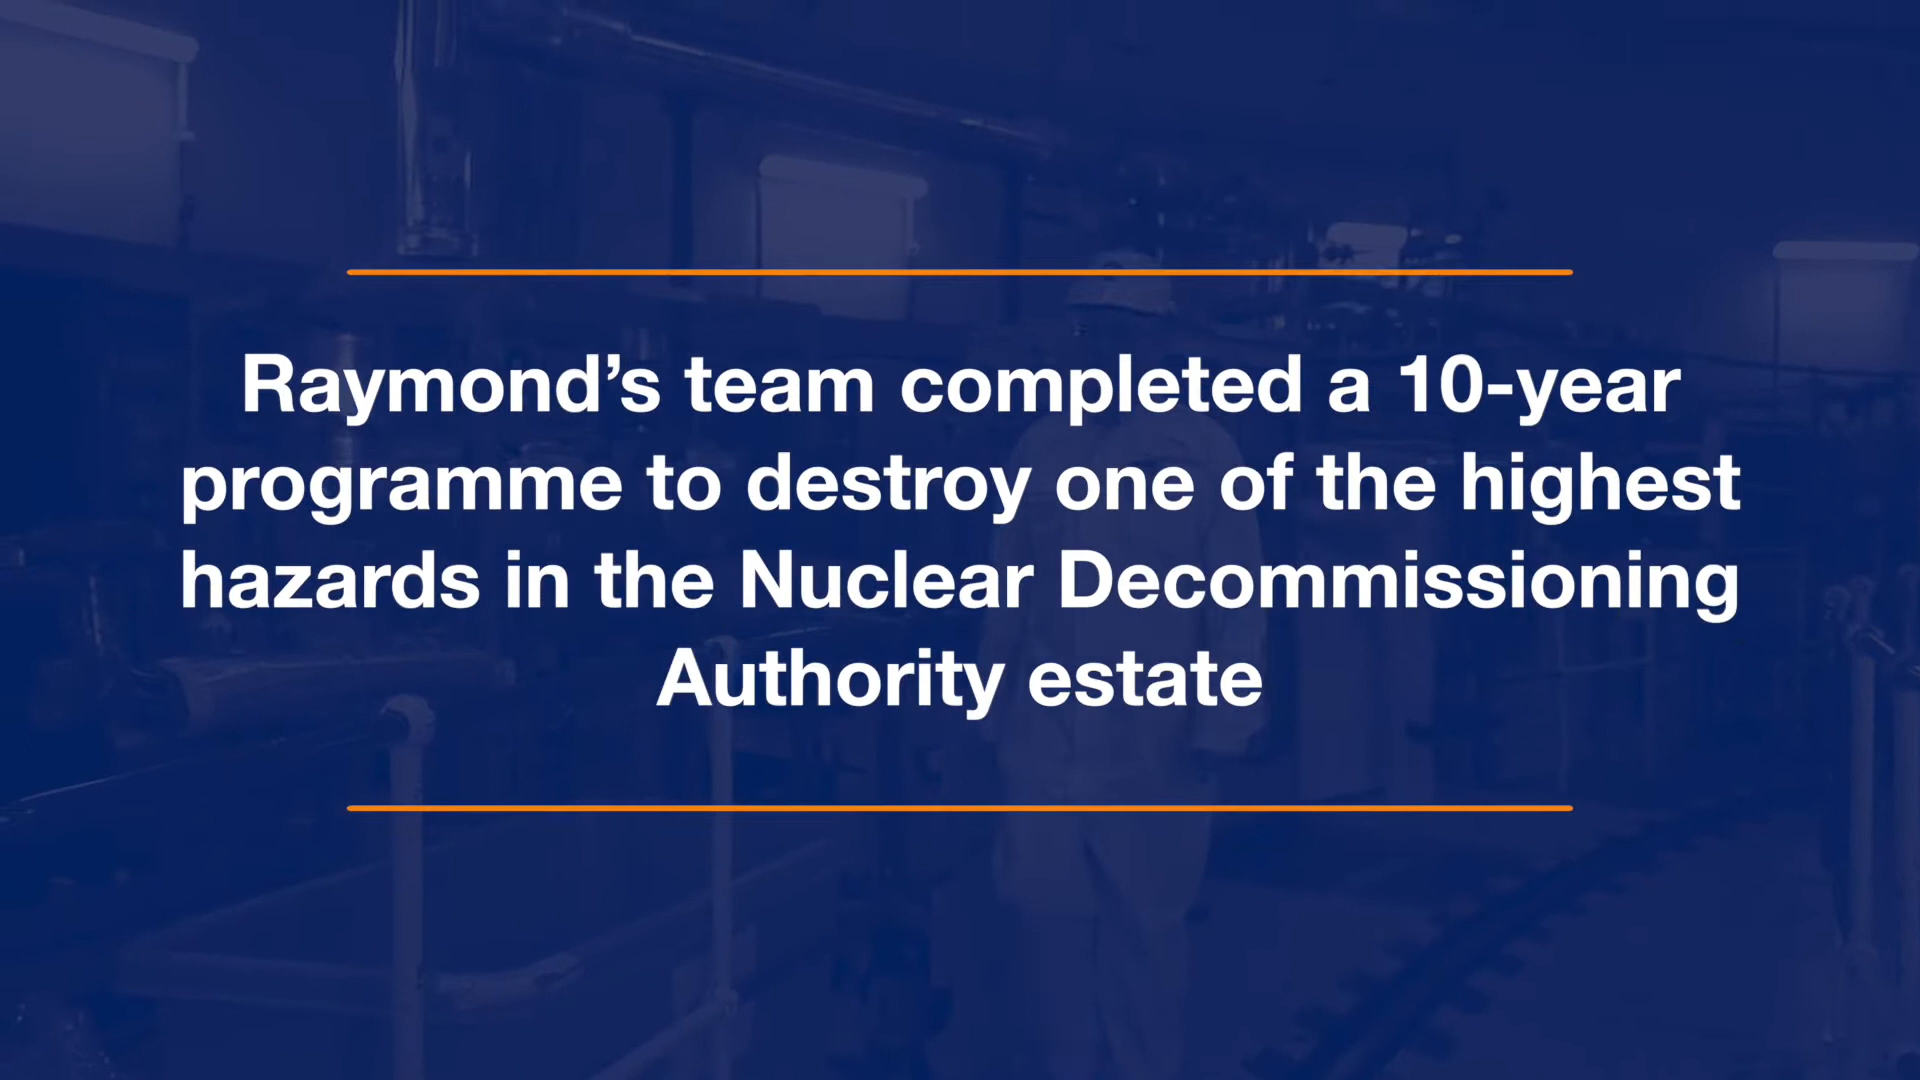 Raymond’s team completed a 10-year
programme to destroy one of the highest
hazards in the Nuclear Decommissioning
Authority estate